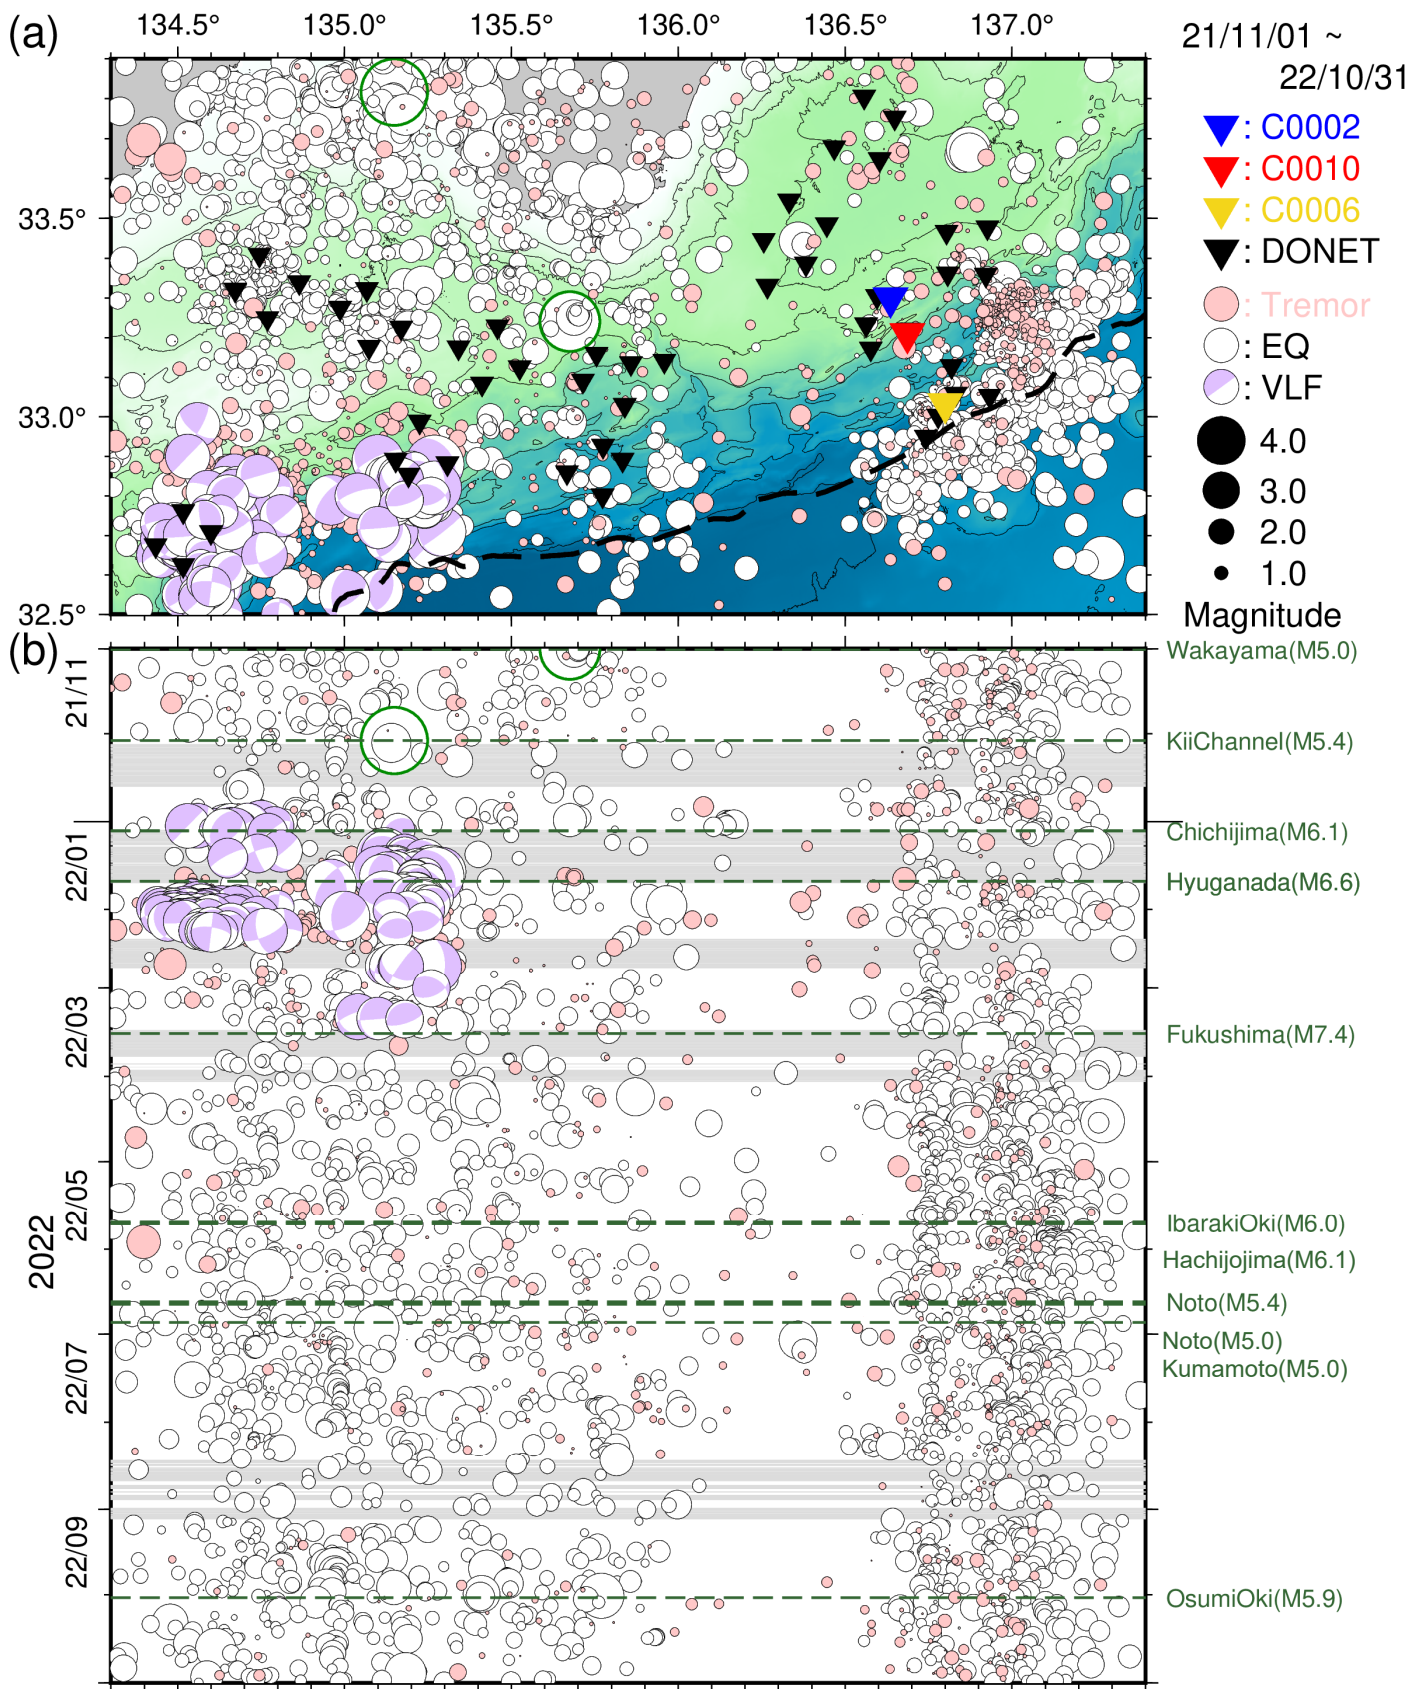 (a)
134.5° 135.0° 135.5° 136.0° 136.5° 137.0°
21/11/01 ~
22/10/31
: C0002
: C0010
: C0006
: DONET
: Tremor
: EQ
: VLF
4.0
3.0
2.0
1.0
Magnitude
33.5°
33.0°
32.5°
(b)
21/11
22/01
22/03
22/05
22/07
22/09
2022
Wakayama(M5.0)
KiiChannel(M5.4)
Chichijima(M6.1)
Hyuganada(M6.6)
Fukushima(M7.4)
IbarakiOki(M6.0)
Hachijojima(M6.1)
Noto(M5.4)
Noto(M5.0)
Kumamoto(M5.0)
OsumiOki(M5.9)